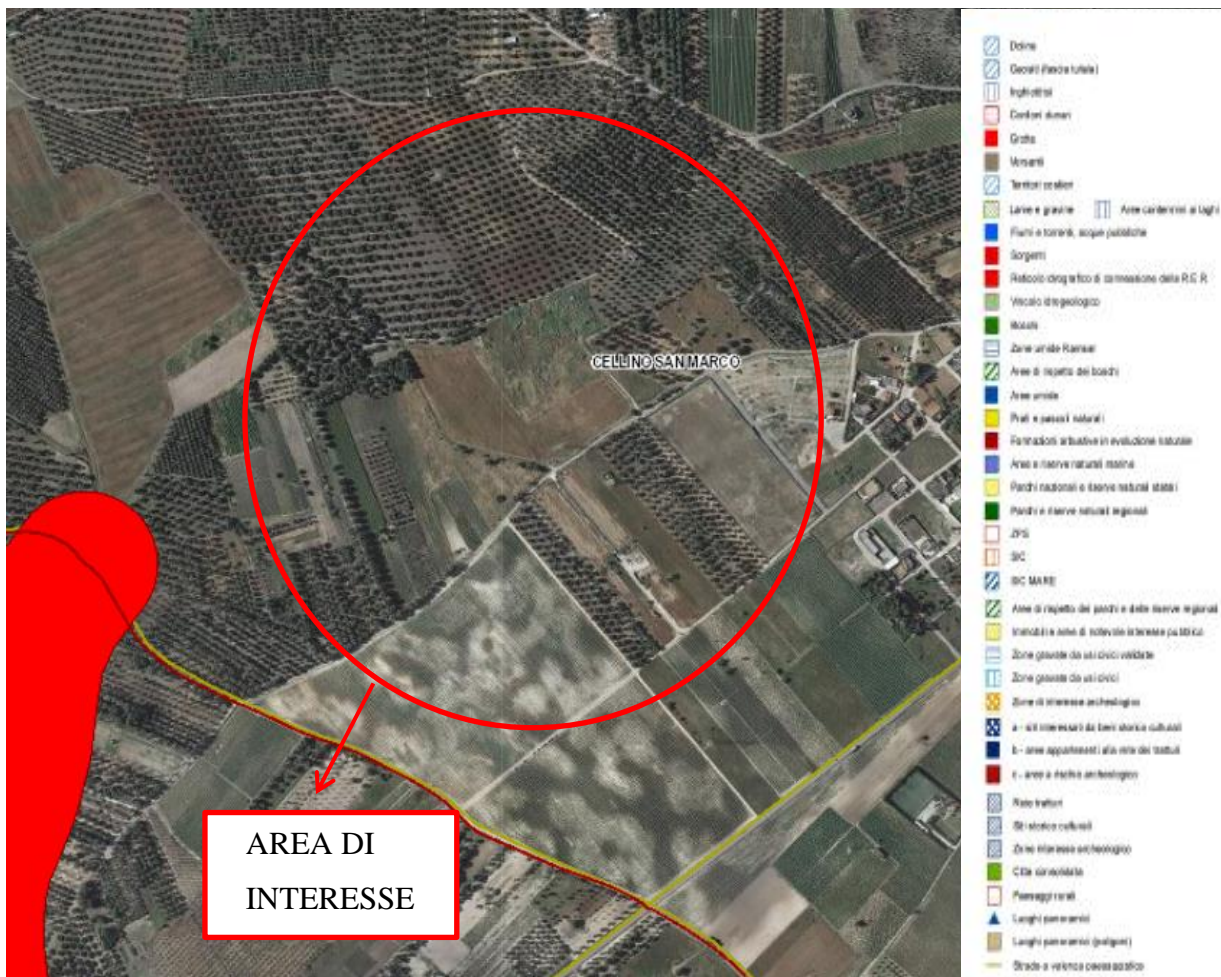 CELLINO SAN MARCO
AREA DI
INTERESSE
Doline
Geositi (fascia tutela)
Inghiottitoi
Cordoni dunari
Grotte
Versanti
Territori costieri
Lame e gravine
Aree contermini ai laghi
Fiumi e torrenti, acque pubbliche
Sorgenti
Reticolo idrografico di connessione della R.E.R.
Vincolo idrogeologico
Boschi
Zone umide Ramsar
Aree di rispetto dei boschi
Aree umide
Prati e pascoli naturali
Formazioni arbustive in evoluzione naturale
Aree e riserve naturali marine
Parchi nazionali e riserve naturali statali
Parchi e riserve naturali regionali
ZPS
SIC
SIC MARE
Aree di rispetto dei parchi e delle riserve regionali
Immobili e aree di notevole interesse pubblico
Zone gravate da usi civici validate
Zone gravate da usi civici
Zone di interesse archeologico
a - siti interessati da beni storico culturali
b - aree appartenenti alla rete dei tratturi
c - aree a rischio archeologico
Rete tratturi
Siti storico culturali
Zone interesse archeologico
Città consolidata
Paesaggi rurali
Luoghi panoramici
Luoghi panoramici (poligoni)
Strade a valenza paesaggistica